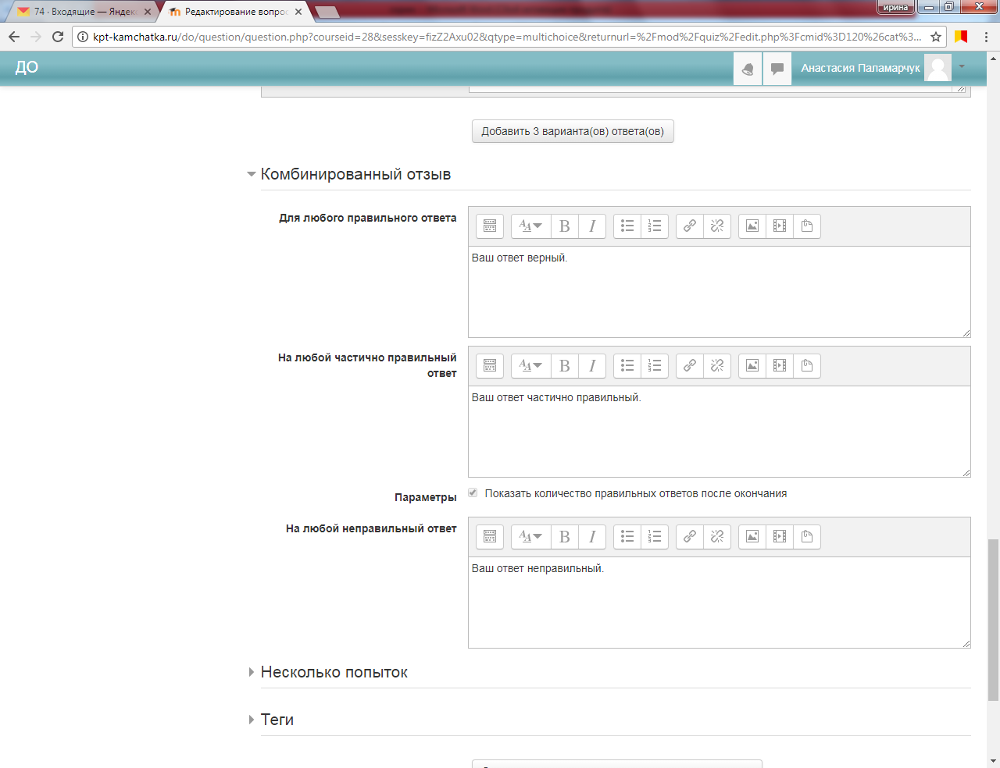 74 · Входящие — Яндекс
Редактирование вопрос
ирина
kpt-kamchatka.ru/do/question/question.php?courseid=28&sesskey=fizZ2Axu02&qtype=multichoice&returnurl=%2Fmod%2Fquiz%2Fedit.php%3Fcmid%3D120%26cat%3...
ДО
Анастасия Паламарчук
Добавить 3 варианта(ов) ответа(ов)
Комбинированный отзыв
Для любого правильного ответа
Ваш ответ верный.
На любой частично правильный
ответ
Ваш ответ частично правильный.
Параметры
Показать количество правильных ответов после окончания
На любой неправильный ответ
Ваш ответ неправильный.
Несколько попыток
Теги